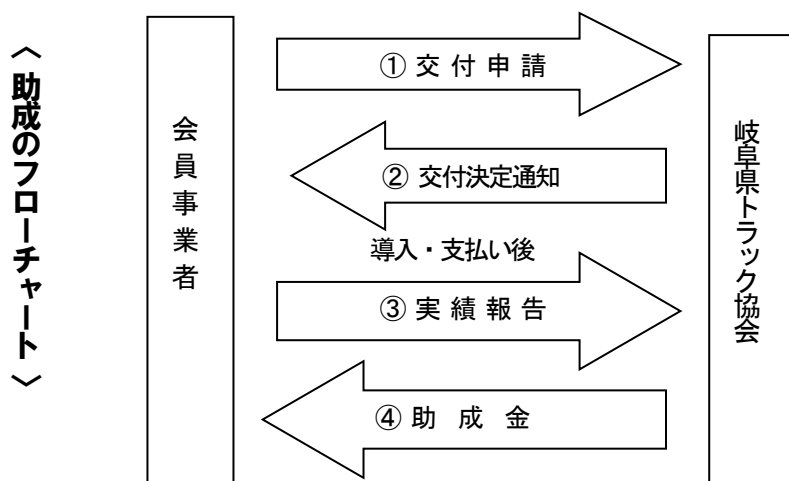 〈 助成のフローチャート 〉
会員事業者
① 交 付 申 請
② 交付決定通知
導入・支払い後
③ 実 績 報 告
④ 助 成 金
岐阜県トラック協会